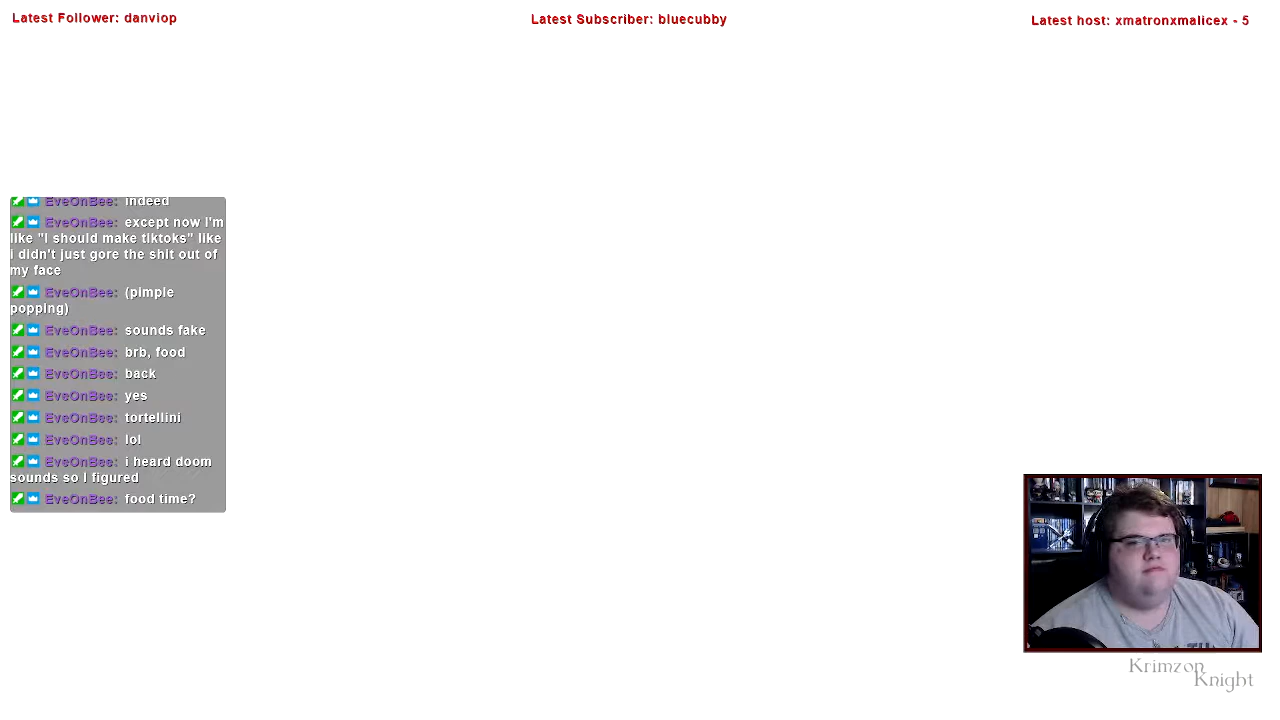 Latest Follower: danviop
Latest Subscriber: bluecubby
Latest host: xmatronxmalicex - 5
EveOnBee: indeed
EveOnBee: except now i'm
like "I should make tiktoks" like
i didn't just gore the shit out of
my face
EveOnBee: (pimple
popping)
EveOnBee: sounds fake
EveOnBee: brb, food
EveOnBee: back
EveOnBee: yes
EveOnBee: tortellini
EveOnBee: lol
EveOnBee: i heard doom
sounds so I figured
EveOnBee: food time?
Krimzon
Knight